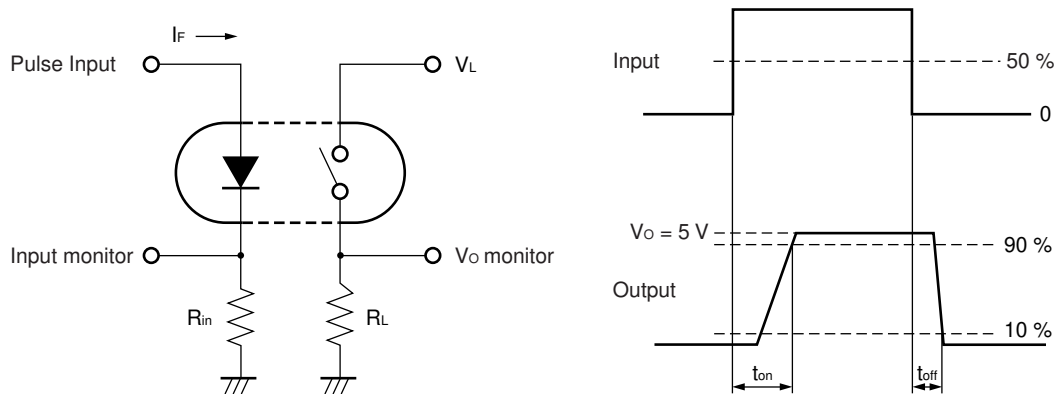 IF
Pulse Input
VL
Input monitor
VO monitor
Rin
RL
Input
50 %
0
VO = 5 V
90 %
Output
10 %
ton
toff